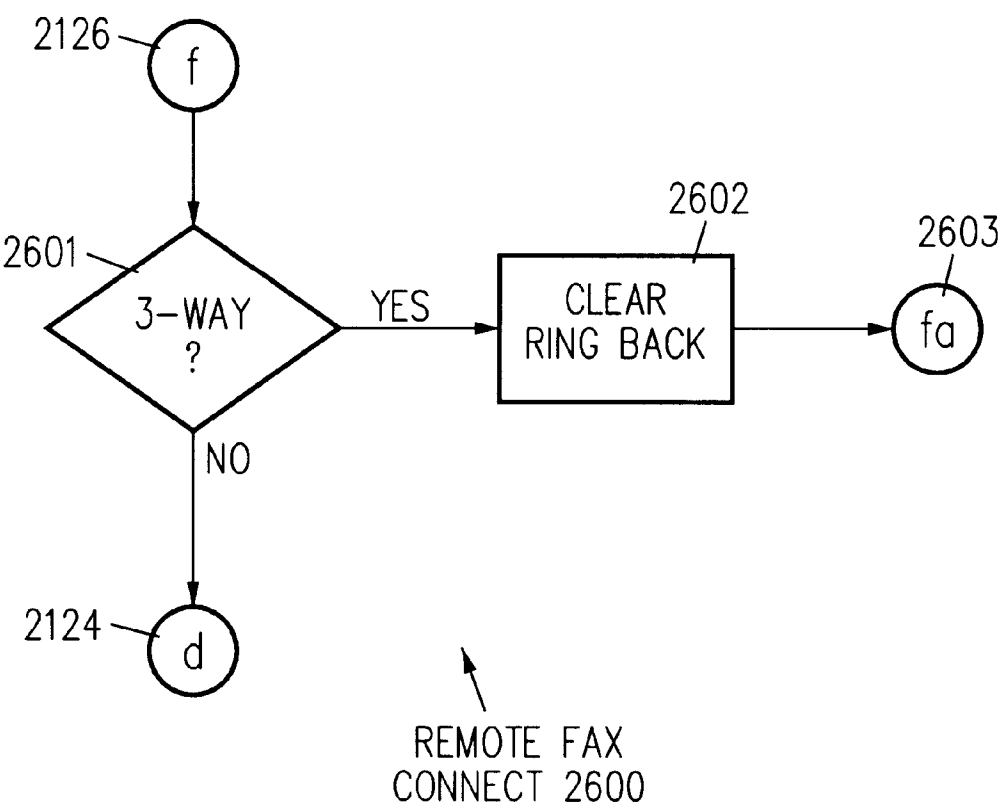 2126
f
2601
3-WAY
?
YES
2602
CLEAR
RING BACK
2603
fa
NO
2124
d
REMOTE FAX
CONNECT 2600